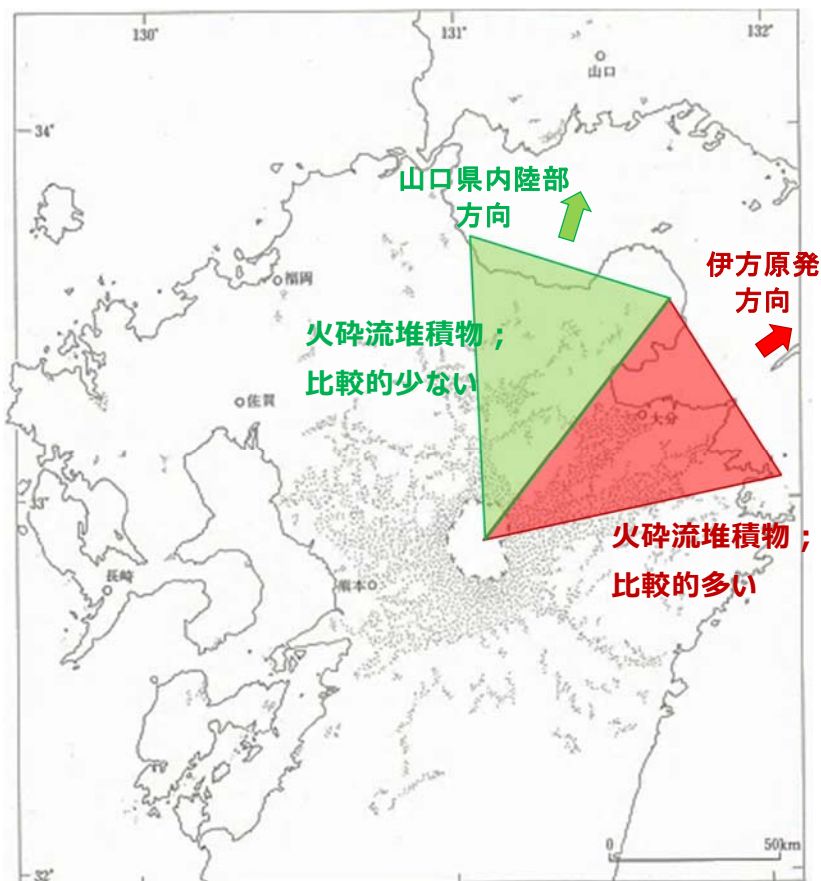 130°
131°
132°
山口
34°
山口県内陸部
方向
伊方原発
方向
福岡
火砕流堆積物；
比較的少ない
佐賀
大分
33°
火砕流堆積物；
比較的多い
長崎
熊本
0
50km
32°